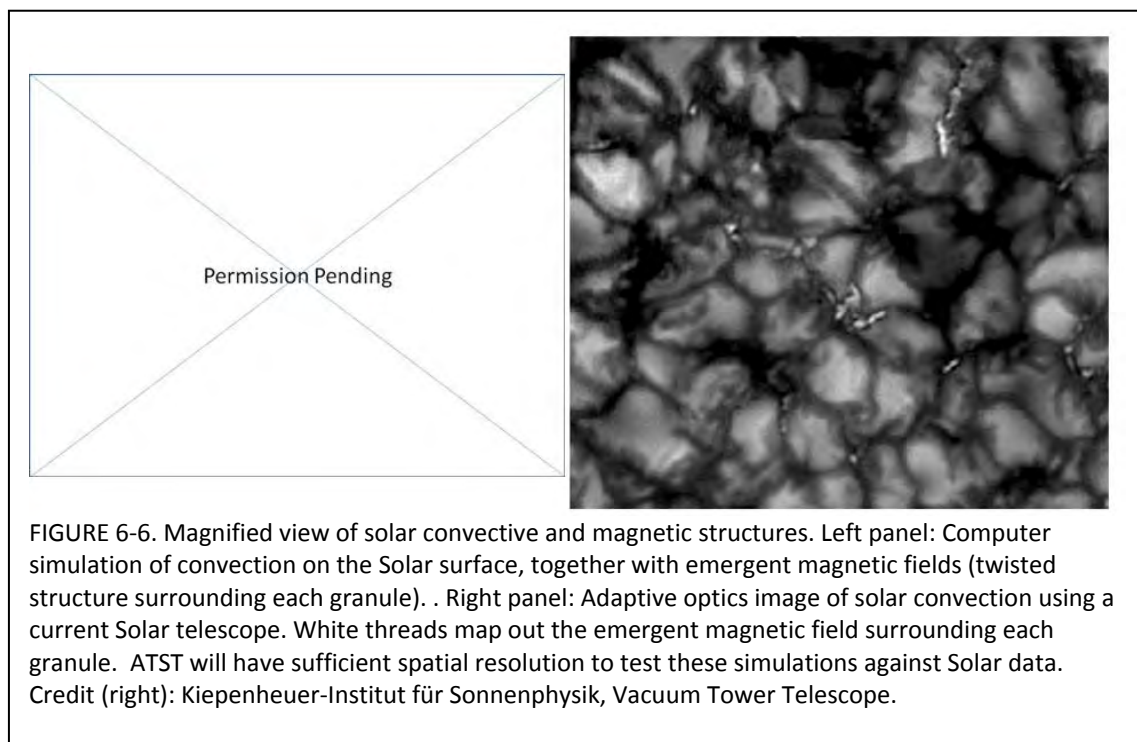 Permission Pending
FIGURE 6-6. Magnified view of solar convective and magnetic structures. Left panel: Computer
simulation of convection on the Solar surface, together with emergent magnetic fields (twisted
structure surrounding each granule). . Right panel: Adaptive optics image of solar convection using a
current Solar telescope. White threads map out the emergent magnetic field surrounding each
granule.  ATST will have sufficient spatial resolution to test these simulations against Solar data.
Credit (right): Kiepenheuer-Institut für Sonnenphysik, Vacuum Tower Telescope.